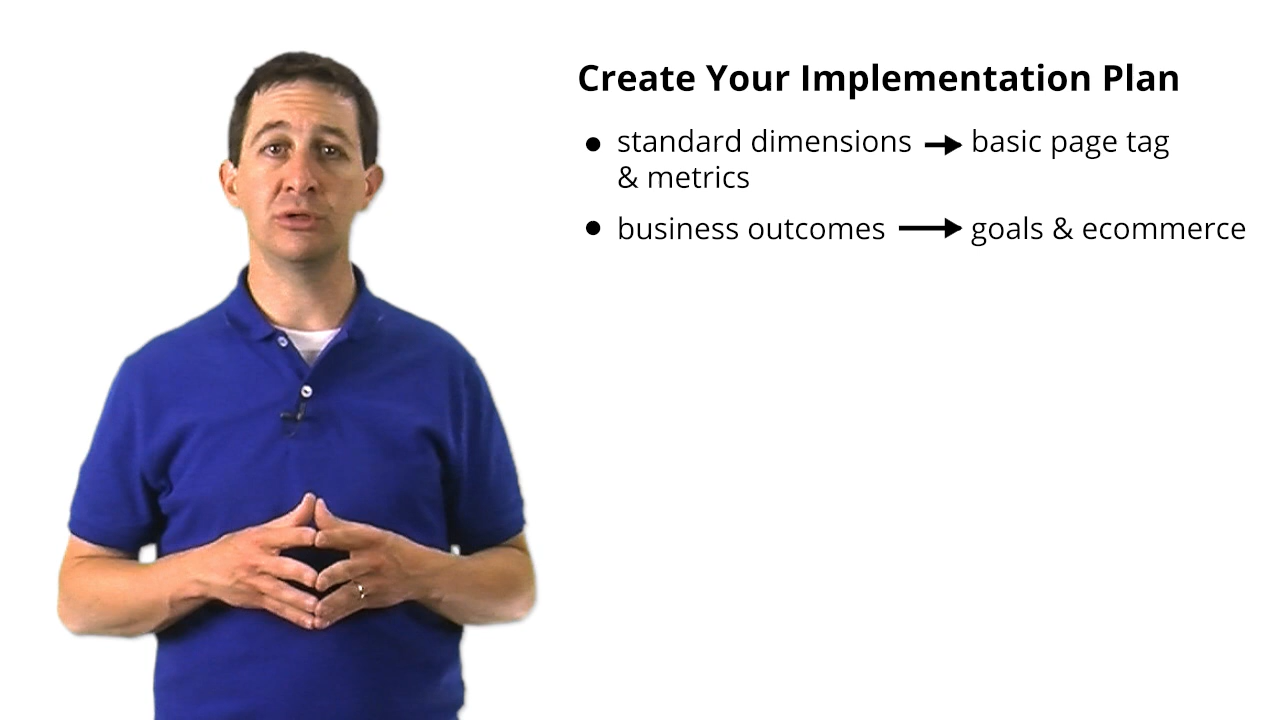 Create Your Implementation Plan
● standard dimensions → basic page tag
& metrics
● business outcomes → goals & ecommerce